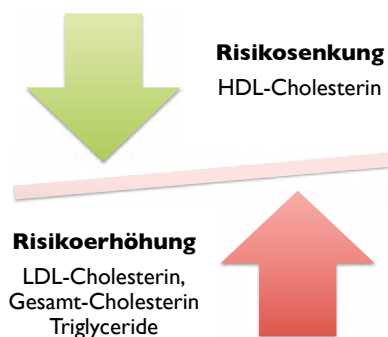 Risikosenkung
HDL-Cholesterin
Risikoerhöhung
LDL-Cholesterin,
Gesamt-Cholesterin
Triglyceride